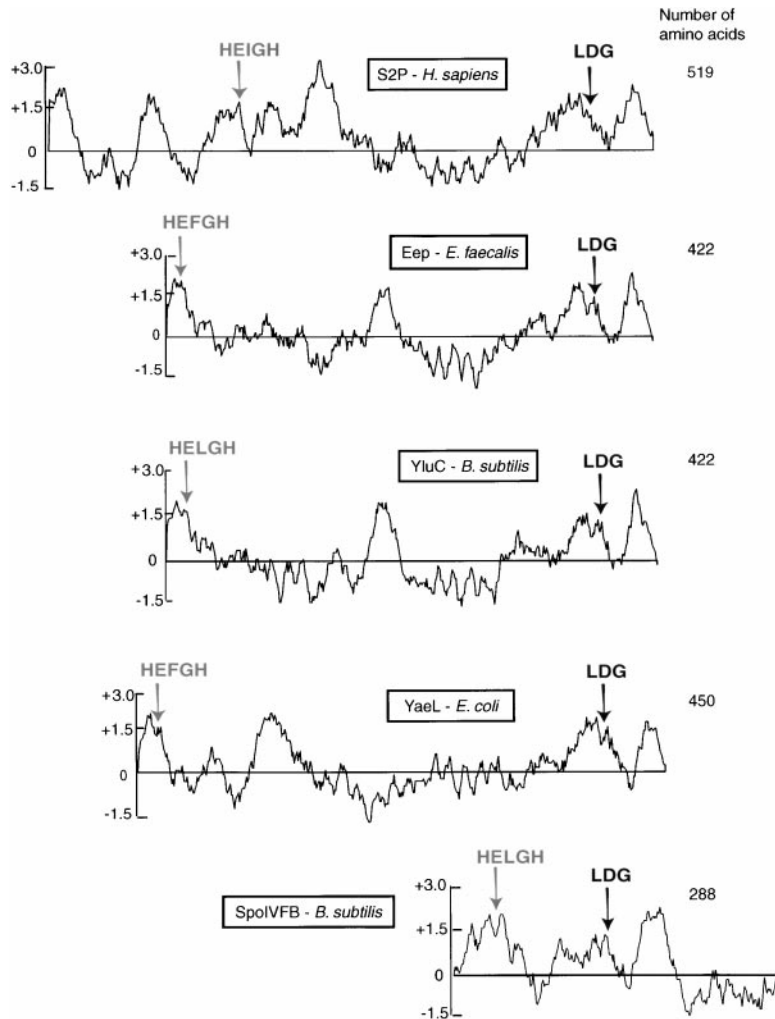 Number of
amino acids
HEIGH
LDG
S2P - H. sapiens
519
+3.0
+1.5
0
-1.5
HEFGH
LDG
Eep - E. faecalis
422
+3.0
+1.5
0
-1.5
HELGH
LDG
YluC - B. subtilis
422
+3.0
+1.5
0
-1.5
HEFGH
LDG
YaeL - E. coli
450
+3.0
+1.5
0
-1.5
HELGH
LDG
SpoIVFB - B. subtilis
288
+3.0
+1.5
0
-1.5